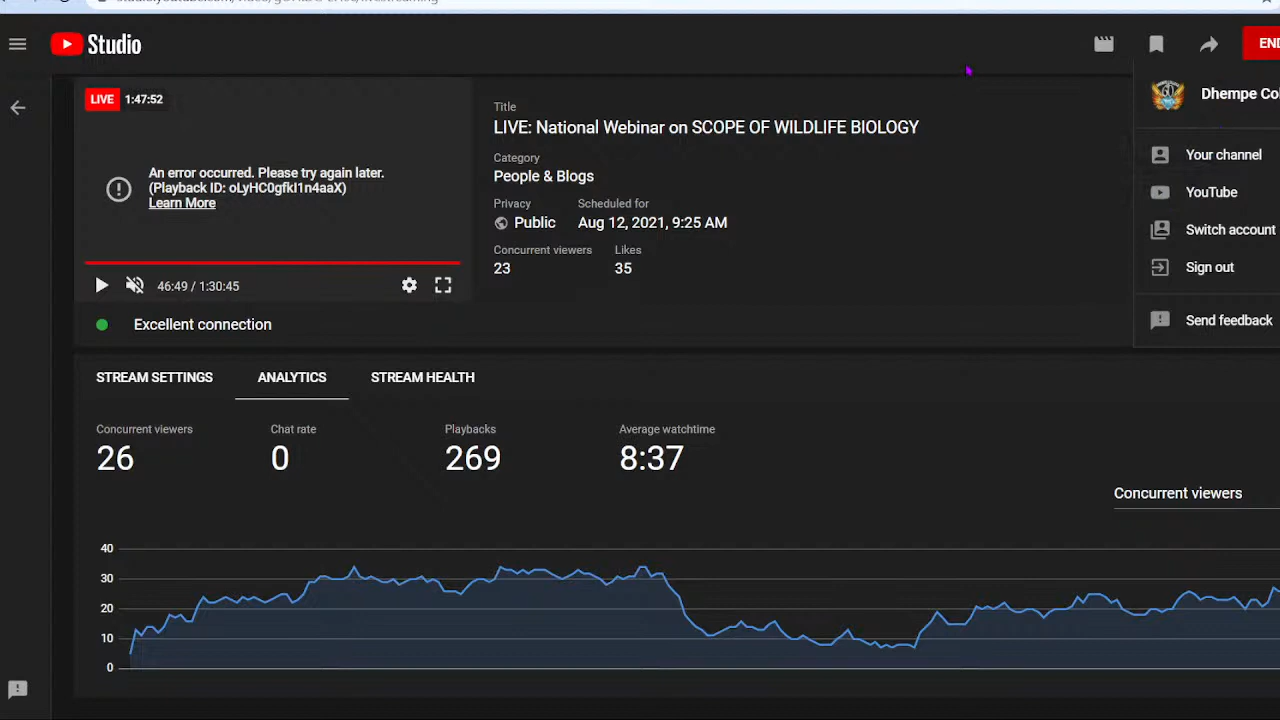 Studio
END
LIVE 1:47:52
An error occurred. Please try again later.
(Playback ID: oLyHC0gfkI1n4aaX)
Learn More
46:49 / 1:30:45
Excellent connection
Title
LIVE: National Webinar on SCOPE OF WILDLIFE BIOLOGY
Category
People & Blogs
Privacy Scheduled for
Public Aug 12, 2021, 9:25 AM
Concurrent viewers Likes
23 35
60
Dhempe Col
Your channel
YouTube
Switch account
Sign out
Send feedback
STREAM SETTINGS ANALYTICS STREAM HEALTH
Concurrent viewers Chat rate Playbacks Average watchtime
26 0 269 8:37
Concurrent viewers
40
30
20
10
0